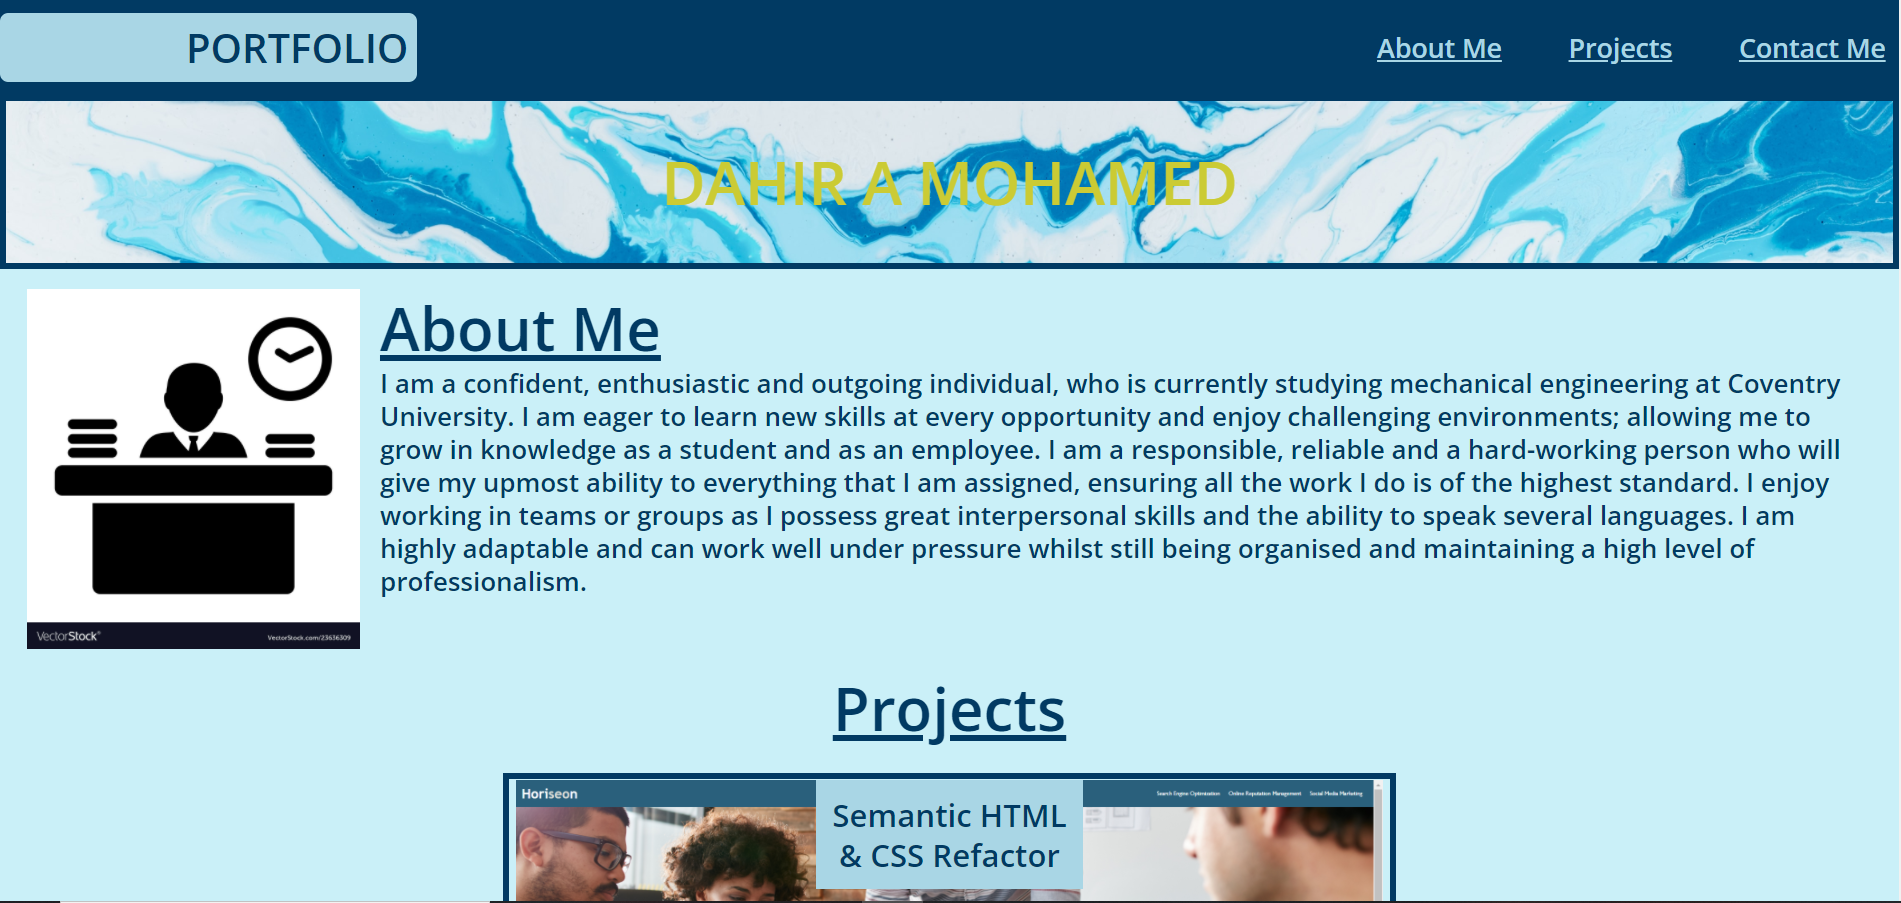 PORTFOLIO
About Me
Projects
Contact Me
DAHIR A MOHAMED
About Me
I am a confident, enthusiastic and outgoing individual, who is currently studying mechanical engineering at Coventry
University. I am eager to learn new skills at every opportunity and enjoy challenging environments; allowing me to
grow in knowledge as a student and as an employee. I am a responsible, reliable and a hard-working person who will
give my upmost ability to everything that I am assigned, ensuring all the work I do is of the highest standard. I enjoy
working in teams or groups as I possess great interpersonal skills and the ability to speak several languages. I am
highly adaptable and can work well under pressure whilst still being organised and maintaining a high level of
professionalism.
VectorStock®
VectorStock.com/23636309
Projects
Horiseon
Search Engine Optimization
Online Reputation Management
Social Media Marketing
Semantic HTML
& CSS Refactor